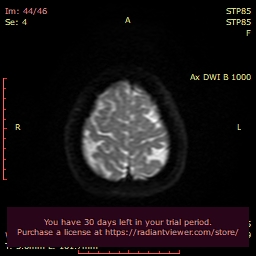 Im: 44/46
Se: 4
A
STP85
STP85
F
Ax DWI B 1000
R
L
You have 30 days left in your trial period.
Purchase a license at https://radiantviewer.com/store/